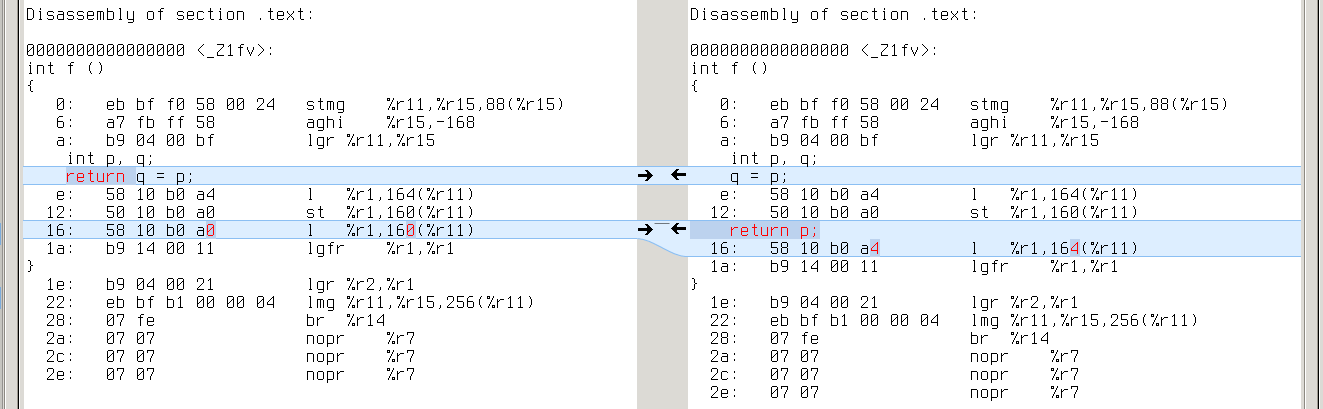 Disassembly of section .text:

0000000000000000 <_Z1fv>:
int f ()
{
   0:   eb bf f0 58 00 24   stmg    %r11,%r15,88(%r15)
   6:   a7 fb ff 58         aghi    %r15,-168
   a:   b9 04 00 bf         lgr %r11,%r15
    int p, q;
    return q = p;
   e:   58 10 b0 a4         l   %r1,164(%r11)
  12:   50 10 b0 a0         st  %r1,160(%r11)
  16:   58 10 b0 a0         l   %r1,160(%r11)
  1a:   b9 14 00 11         lgfr    %r1,%r1
}
  1e:   b9 04 00 21         lgr %r2,%r1
  22:   eb bf b1 00 00 04   lmg %r11,%r15,256(%r11)
  28:   07 fe               br  %r14
  2a:   07 07               nopr    %r7
  2c:   07 07               nopr    %r7
  2e:   07 07               nopr    %r7
Disassembly of section .text:

0000000000000000 <_Z1fv>:
int f ()
{
   0:   eb bf f0 58 00 24   stmg    %r11,%r15,88(%r15)
   6:   a7 fb ff 58         aghi    %r15,-168
   a:   b9 04 00 bf         lgr %r11,%r15
    int p, q;
    q = p;
   e:   58 10 b0 a4         l   %r1,164(%r11)
  12:   50 10 b0 a0         st  %r1,160(%r11)
    return p;
  16:   58 10 b0 a4         l   %r1,164(%r11)
  1a:   b9 14 00 11         lgfr    %r1,%r1
}
  1e:   b9 04 00 21         lgr %r2,%r1
  22:   eb bf b1 00 00 04   lmg %r11,%r15,256(%r11)
  28:   07 fe               br  %r14
  2a:   07 07               nopr    %r7
  2c:   07 07               nopr    %r7
  2e:   07 07               nopr    %r7